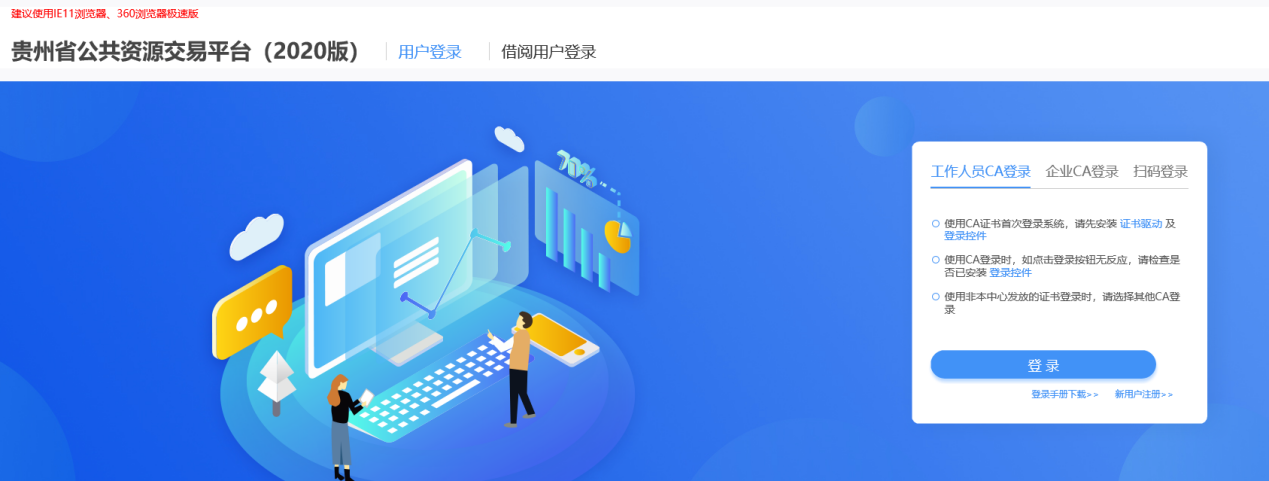 建议使用IE11浏览器、360浏览器极速版
贵州省公共资源交易平台（2020版）
用户登录
借阅用户登录
70%
工作人员CA登录 企业CA登录 扫码登录
使用CA证书首次登录系统，请先安装 证书驱动 及
登录控件
使用CA登录时，如点击登录按钮无反应，请检查是
否已安装 登录控件
使用非本中心发放的证书登录时，请选择其他CA登
录
登 录
登录手册下载>> 新用户注册>>